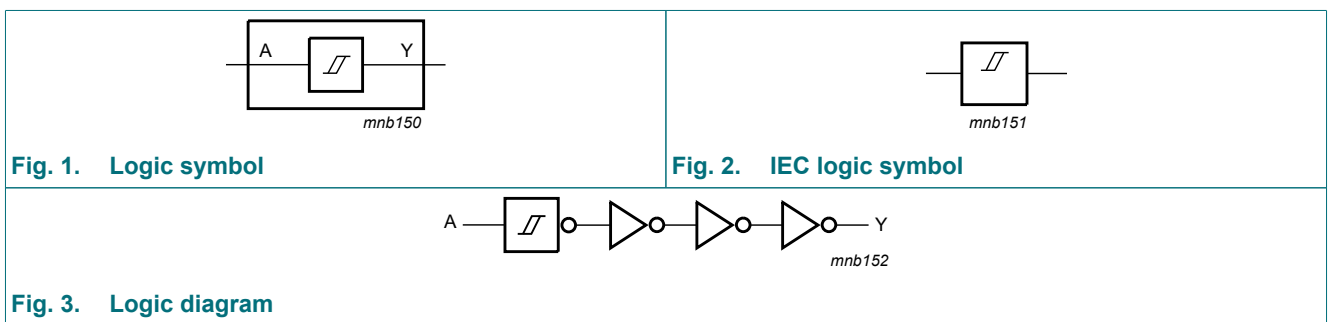 A Y
mnb150
mnb151
Fig. 1. Logic symbol
Fig. 2. IEC logic symbol
A Y
mnb152
Fig. 3. Logic diagram